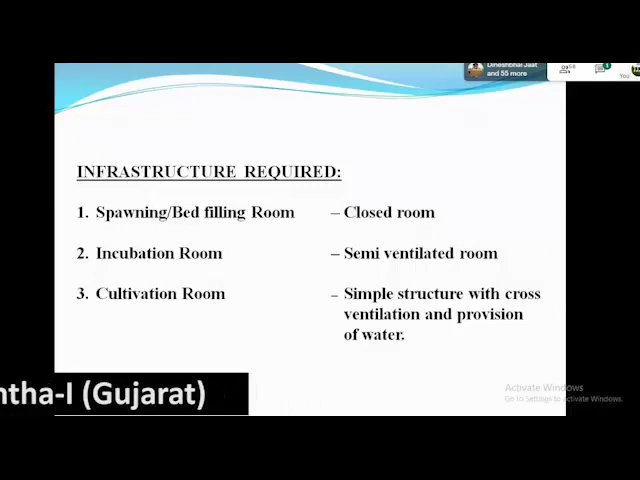 Dineshbhai Jaat
and 55 more
You
INFRASTRUCTURE REQUIRED:
1. Spawning/Bed filling Room – Closed room
2. Incubation Room – Semi ventilated room
3. Cultivation Room – Simple structure with cross
ventilation and provision
of water.
ntha-I (Gujarat)
Activate Windows
Go to Settings to activate Windows.